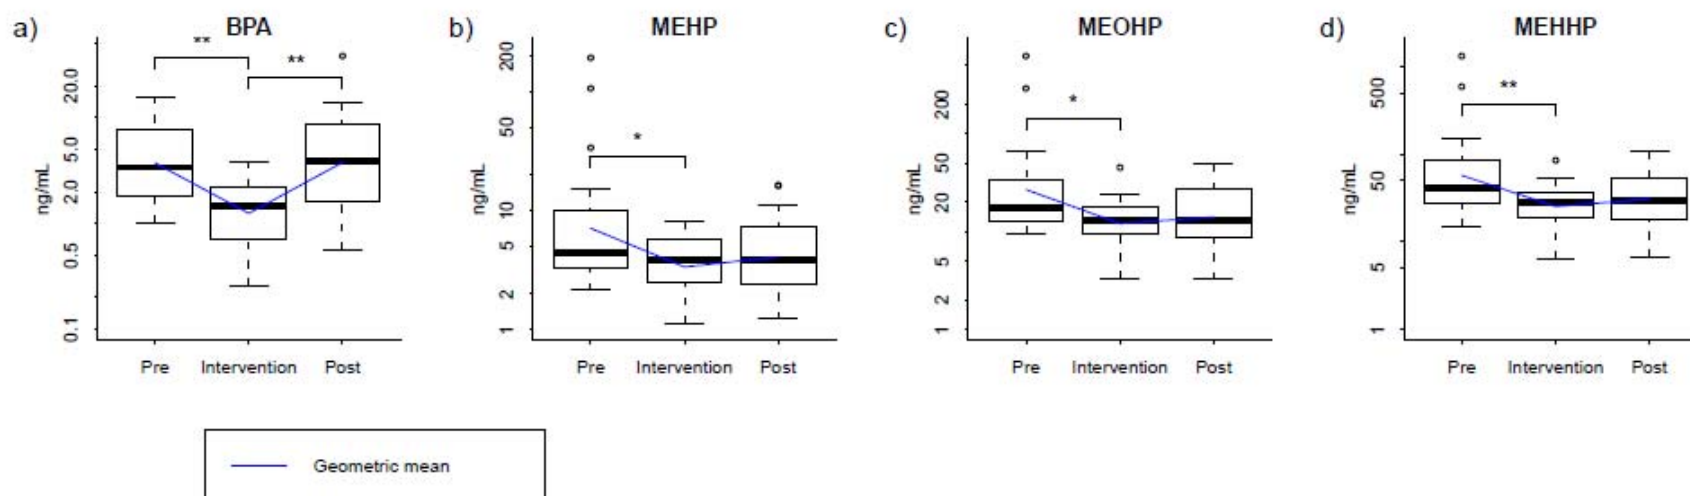 a) BPA
**
**
ng/mL
20.0
5.0
2.0
0.5
0.1
Pre Intervention Post
b) MEHP
*
ng/mL
200
50
10
5
2
1
Pre Intervention Post
c) MEOHP
*
ng/mL
200
50
20
5
2
1
Pre Intervention Post
d) MEHHP
**
ng/mL
500
50
5
1
Pre Intervention Post
Geometric mean